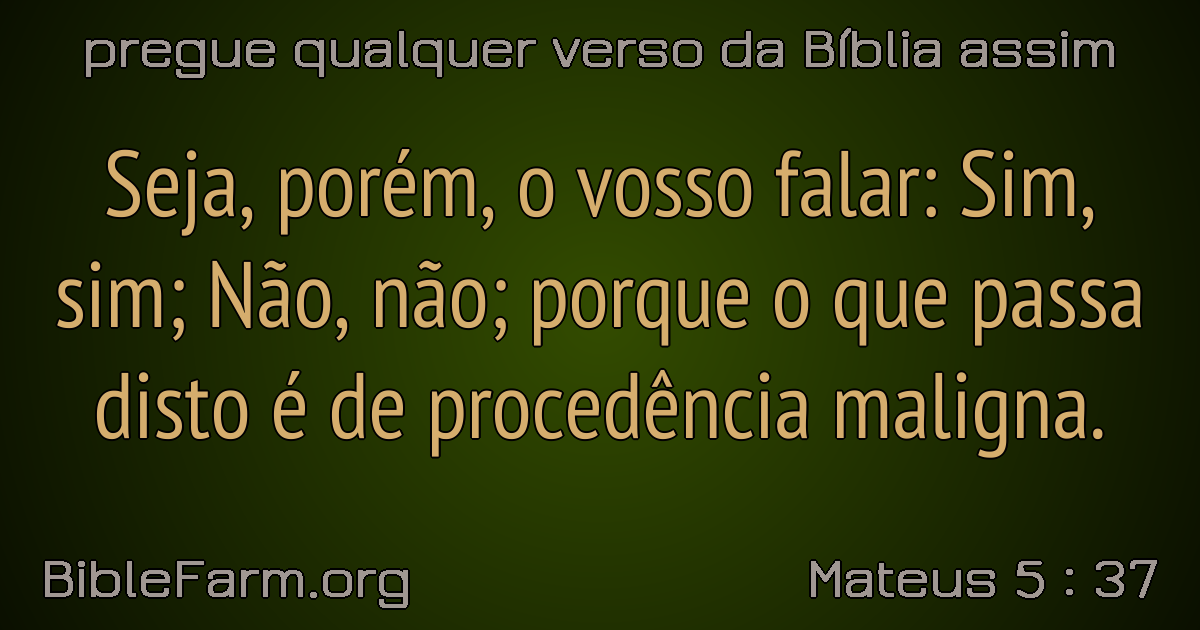 pregue qualquer verso da Bíblia assim
Seja, porém, o vosso falar: Sim,
sim; Não, não; porque o que passa
disto é de procedência maligna.
BibleFarm.org
Mateus 5 : 37